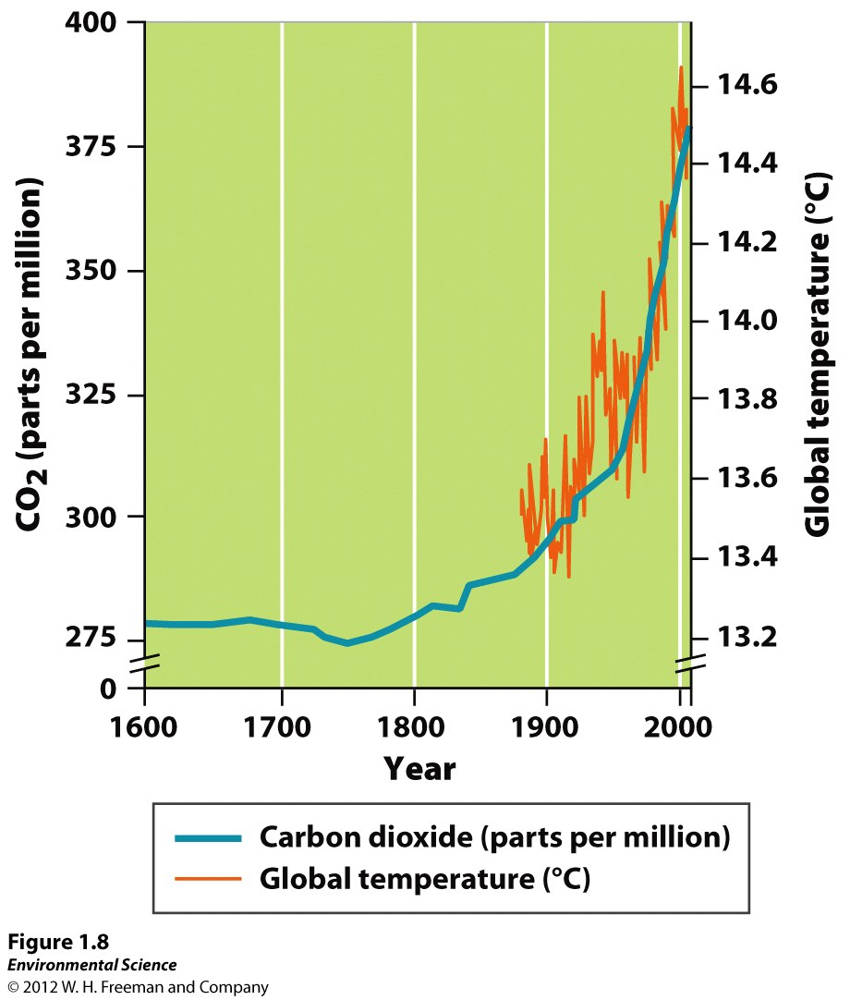 CO₂ (parts per million)
400
375
350
325
300
275
0
14.6
14.4
14.2
14.0
13.8
13.6
13.4
13.2
Global temperature (°C)
1600 1700 1800 1900 2000
Year
Carbon dioxide (parts per million)
Global temperature (°C)
Figure 1.8
Environmental Science
© 2012 W. H. Freeman and Company